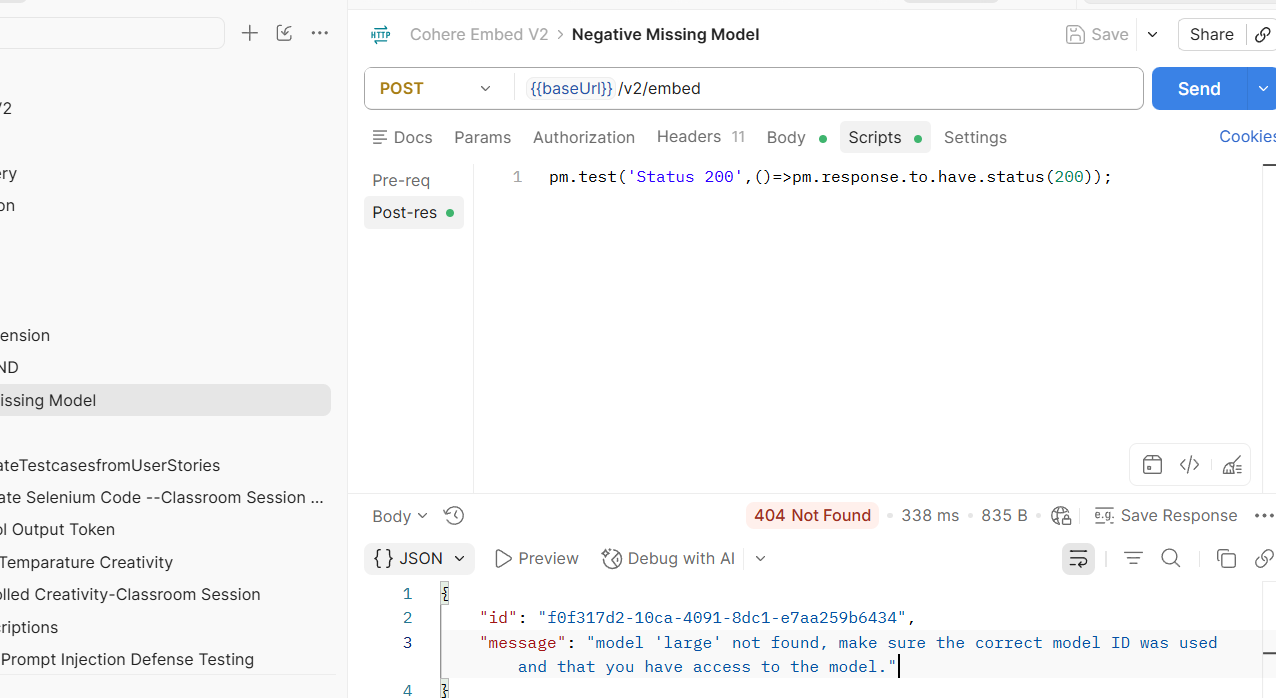 Cohere Embed V2 > Negative Missing Model
Save
Share
/2
ery
on
ension
ND
issing Model
ateTestcasesfromUserStories
ate Selenium Code --Classroom Session ...
ol Output Token
Temparature Creativity
olled Creativity-Classroom Session
criptions
Prompt Injection Defense Testing
POST
{{baseUrl}} /v2/embed
Send
Docs Params Authorization Headers 11 Body Scripts Settings
Cookies
Pre-req
Post-res
1 pm.test('Status 200',()=>pm.response.to.have.status(200));
Body
404 Not Found
338 ms
835 B
e.g. Save Response
{ } JSON
Preview
Debug with AI
1 {
2 "id": "f0f317d2-10ca-4091-8dc1-e7aa259b6434",
3 "message": "model 'large' not found, make sure the correct model ID was used
and that you have access to the model."
4 }